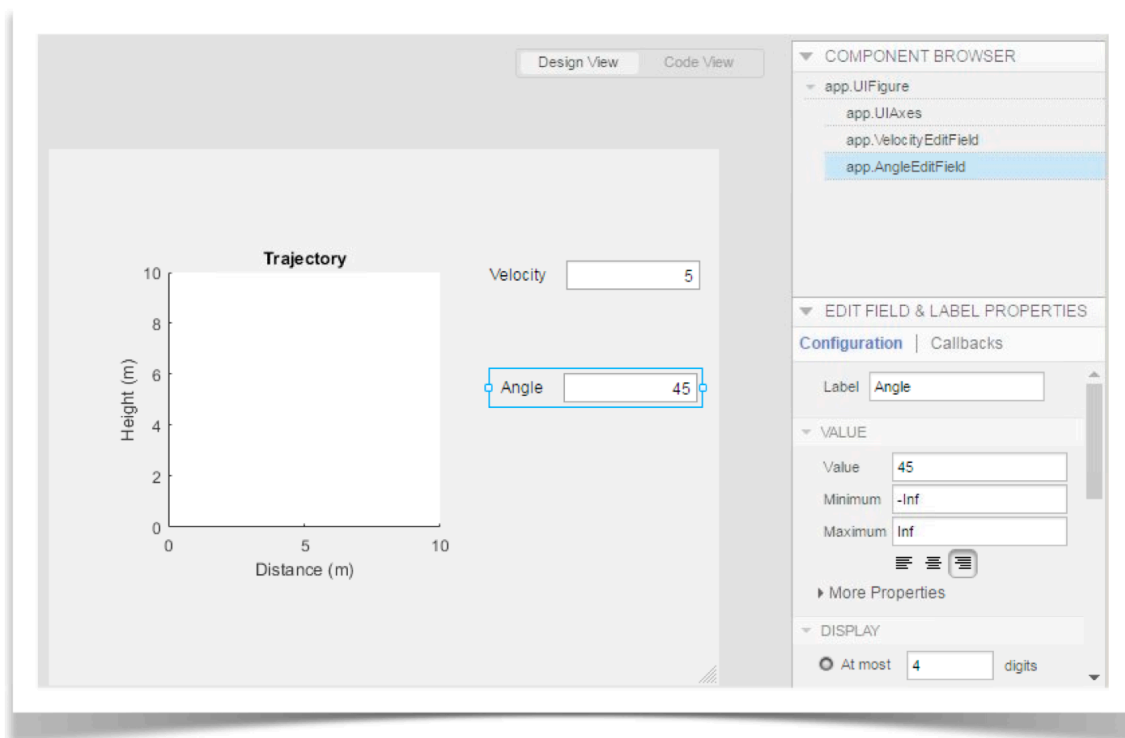 Design View Code View
COMPONENT BROWSER
app.UIFigure
app.UIAxes
app.VelocityEditField
app.AngleEditField
Trajectory
10
8
6
4
2
0
Height (m)
0 5 10
Distance (m)
Velocity 5
Angle 45
EDIT FIELD & LABEL PROPERTIES
Configuration | Callbacks
Label Angle
VALUE
Value 45
Minimum -Inf
Maximum Inf
More Properties
DISPLAY
At most 4 digits